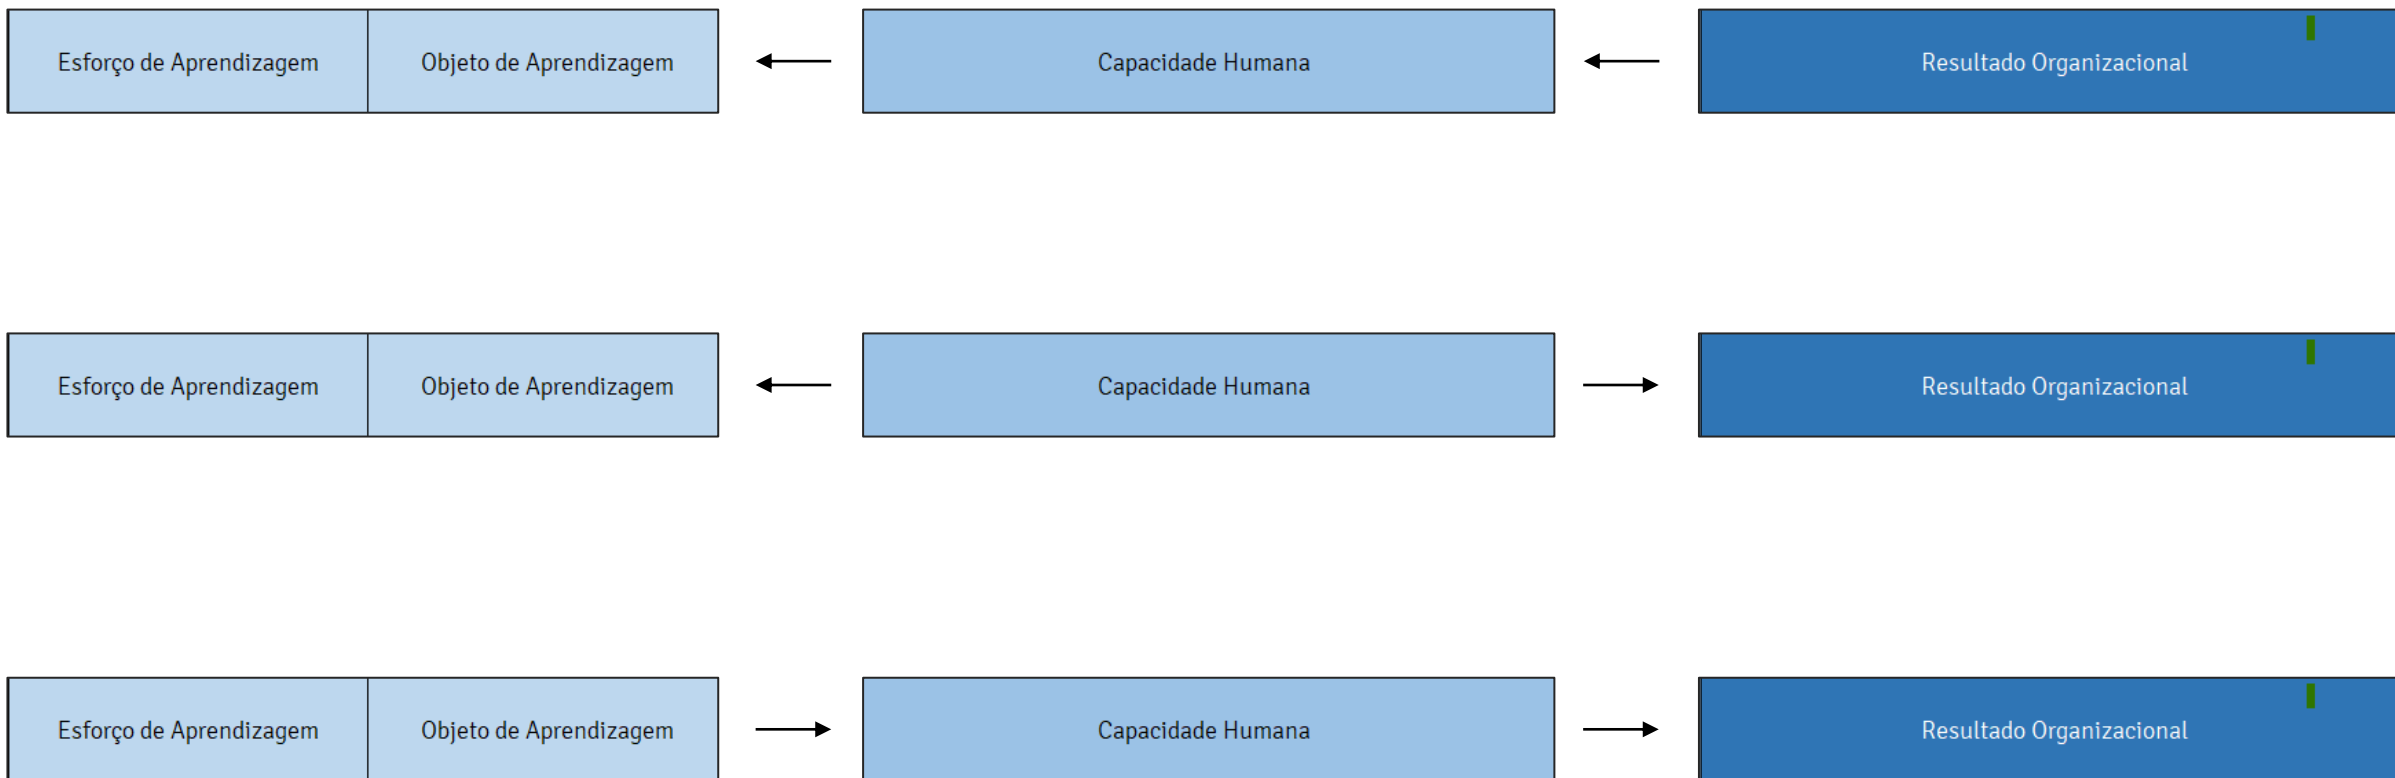 Esforço de Aprendizagem
Objeto de Aprendizagem
Capacidade Humana
Resultado Organizacional
Esforço de Aprendizagem
Objeto de Aprendizagem
Capacidade Humana
Resultado Organizacional
Esforço de Aprendizagem
Objeto de Aprendizagem
Capacidade Humana
Resultado Organizacional